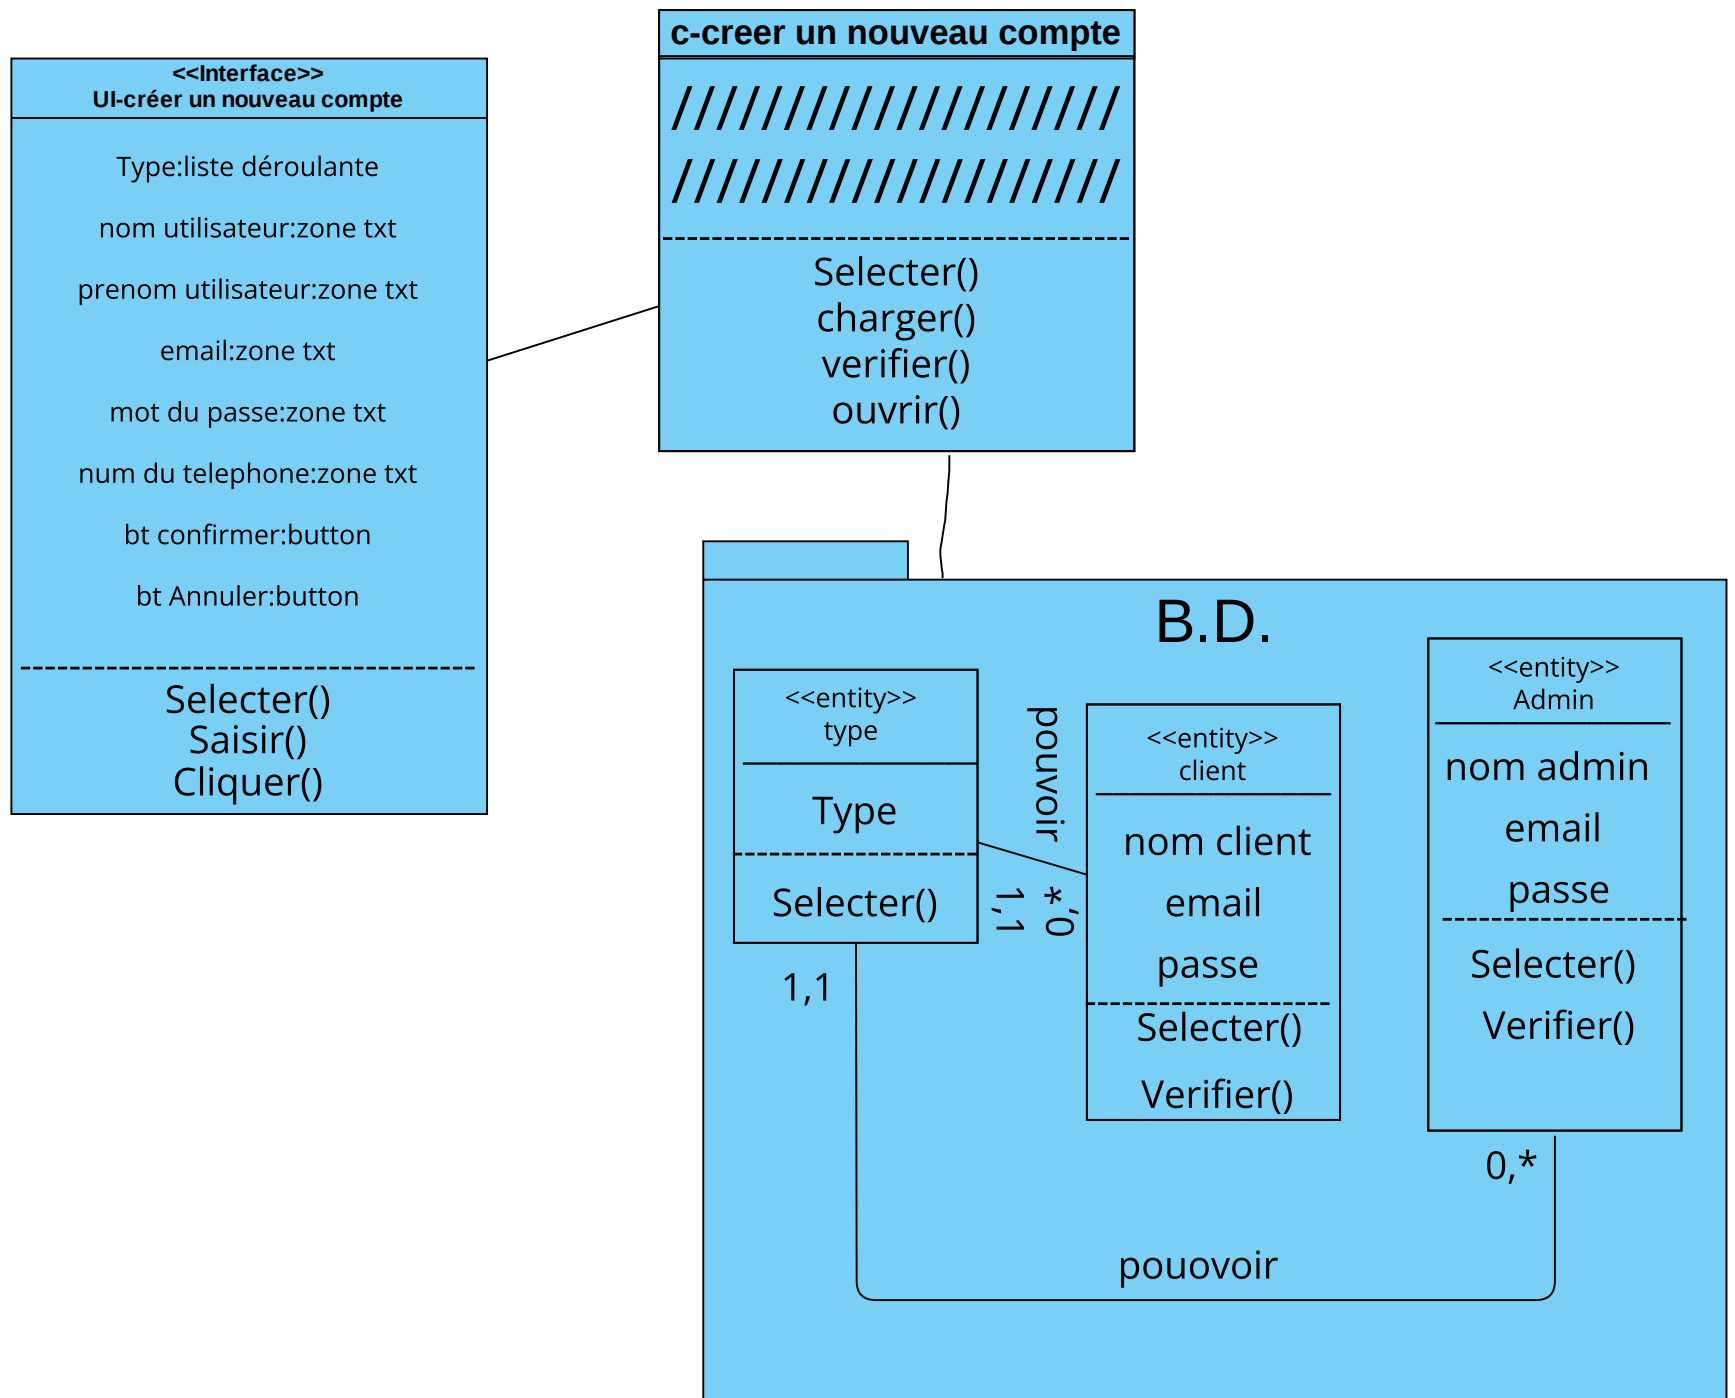 <<Interface>>
UI-créer un nouveau compte
Type:liste déroulante
nom utilisateur:zone txt
prenom utilisateur:zone txt
email:zone txt
mot du passe:zone txt
num du telephone:zone txt
bt confirmer:button
bt Annuler:button
--------------------------------------
Selecter()
Saisir()
Cliquer()
c-creer un nouveau compte
////////////////////
////////////////////
---------------------------------------
Selecter()
charger()
verifier()
ouvrir()
B.D.
<<entity>>
type
Type
--------------------
Selecter()
1,1
pouvoir
1,1
0,*
<<entity>>
client
nom client
email
passe
--------------------
Selecter()
Verifier()
<<entity>>
Admin
nom admin
email
passe
--------------------
Selecter()
Verifier()
0,*
pouovoir